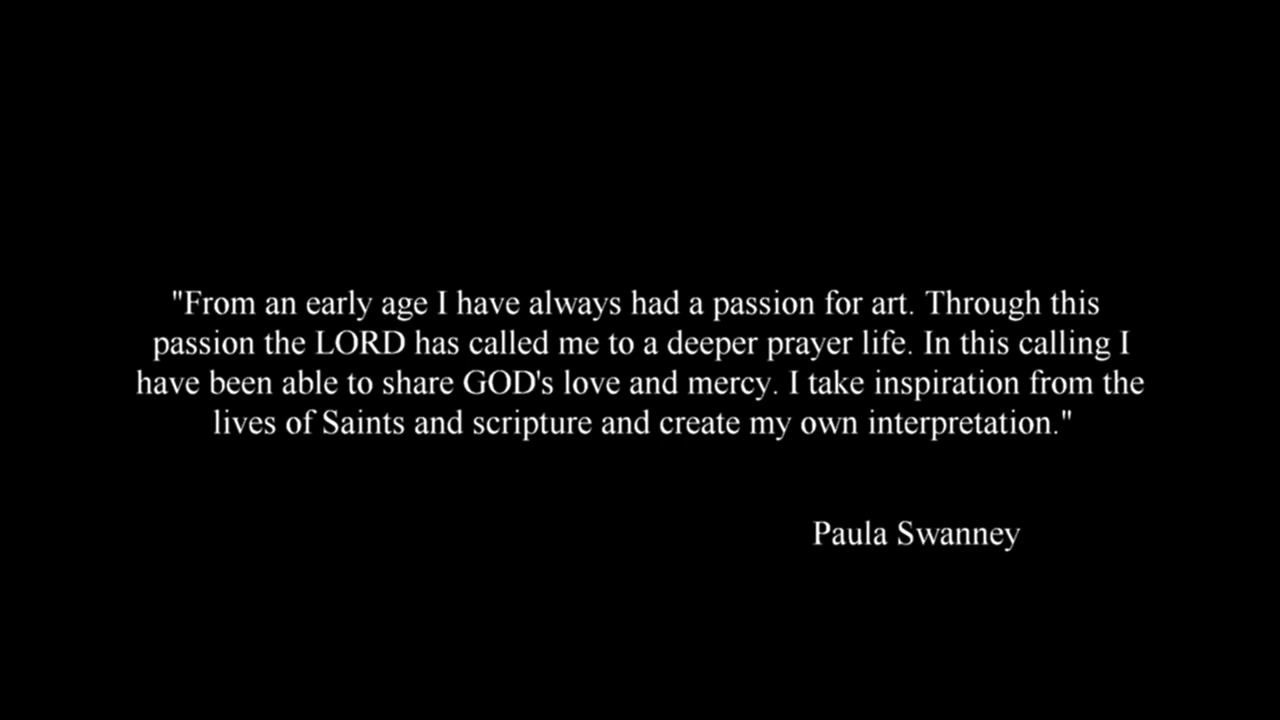 "From an early age I have always had a passion for art. Through this
passion the LORD has called me to a deeper prayer life. In this calling I
have been able to share GOD's love and mercy. I take inspiration from the
lives of Saints and scripture and create my own interpretation."
Paula Swanney